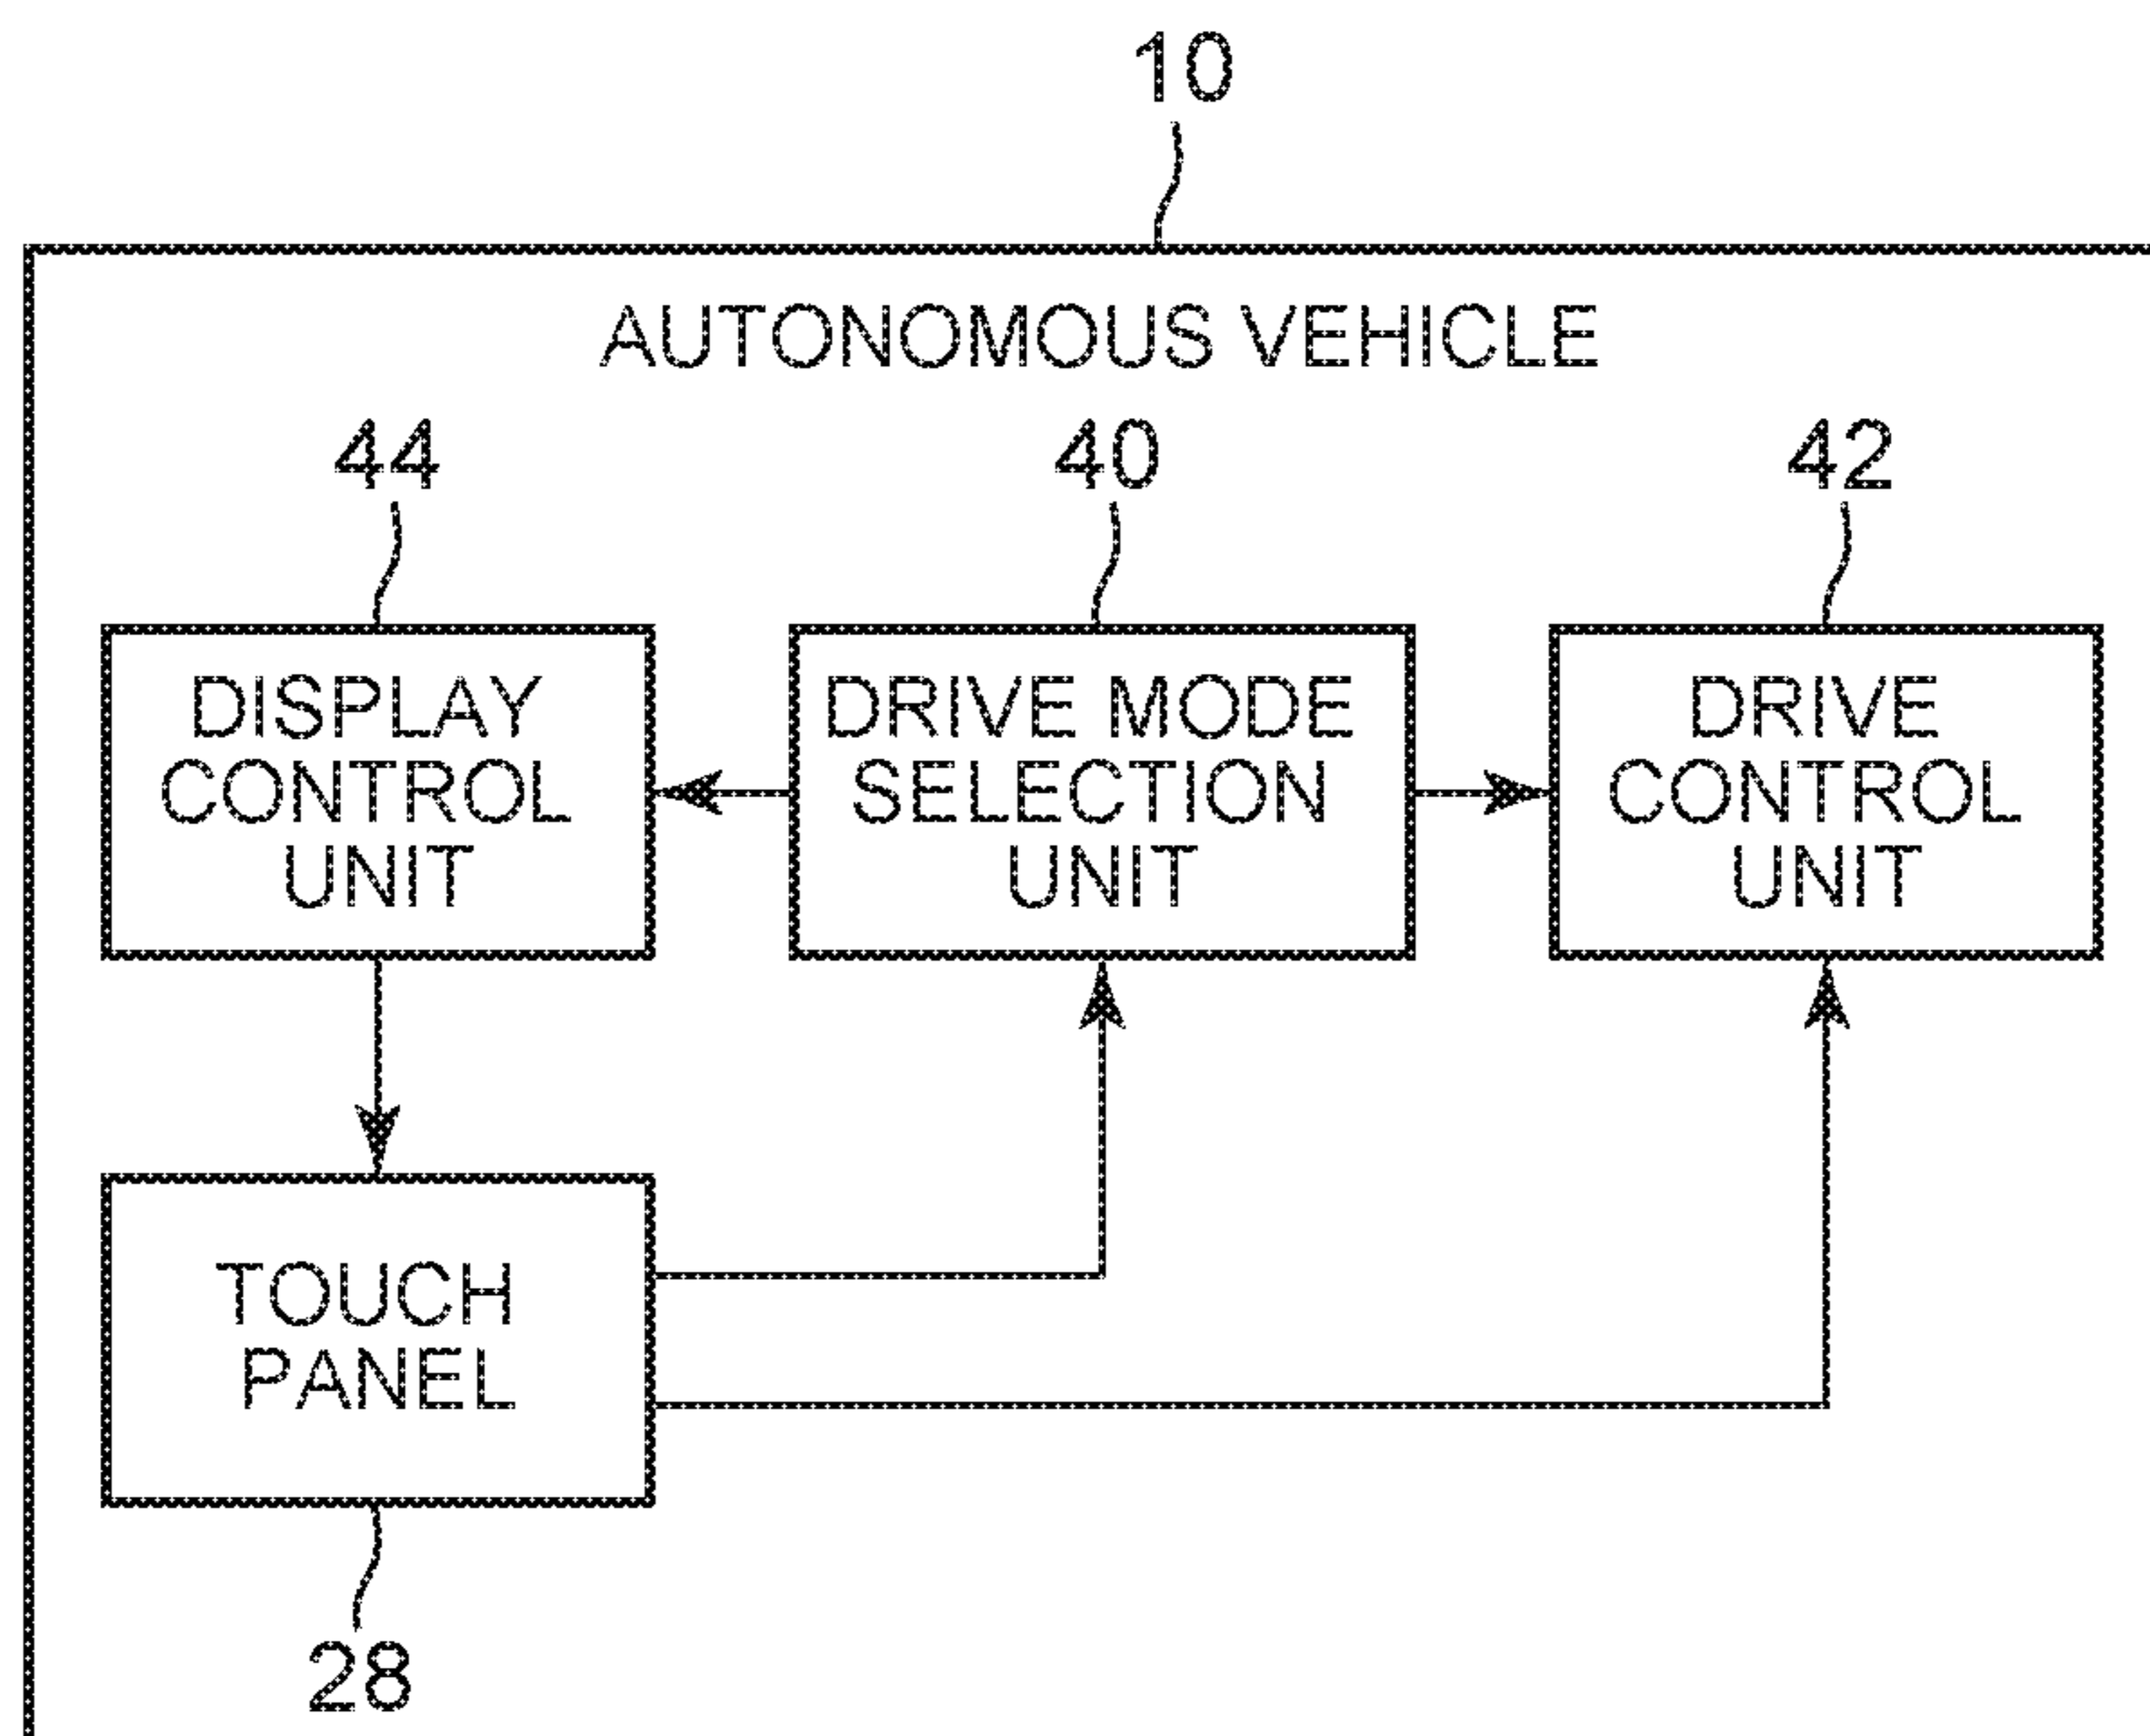 10
AUTONOMOUS VEHICLE
44
40
42
DISPLAY
CONTROL
UNIT
DRIVE MODE
SELECTION
UNIT
DRIVE
CONTROL
UNIT
TOUCH
PANEL
28